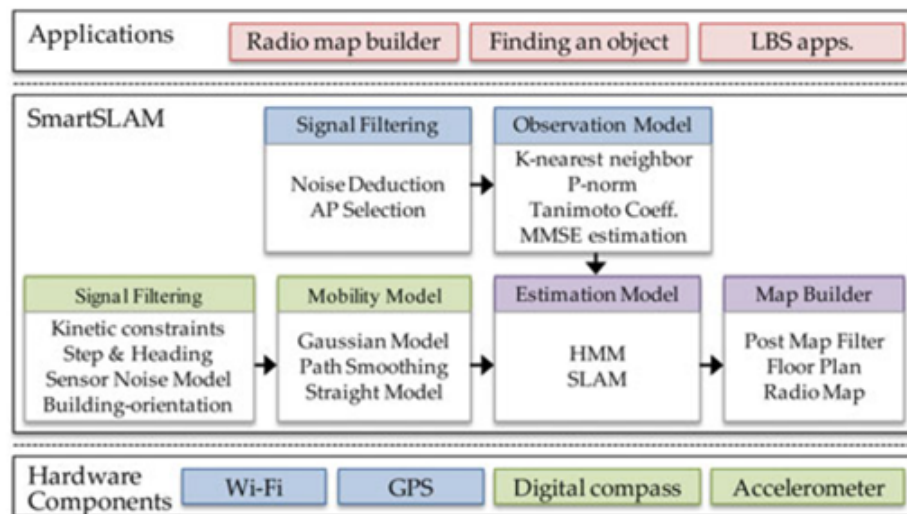 Applications
Radio map builder
Finding an object
LBS apps.
SmartSLAM
Signal Filtering
Noise Deduction
AP Selection
Observation Model
K-nearest neighbor
P-norm
Tanimoto Coeff.
MMSE estimation
Signal Filtering
Kinetic constraints
Step & Heading
Sensor Noise Model
Building-orientation
Mobility Model
Gaussian Model
Path Smoothing
Straight Model
Estimation Model
HMM
SLAM
Map Builder
Post Map Filter
Floor Plan
Radio Map
Hardware
Components
Wi-Fi
GPS
Digital compass
Accelerometer